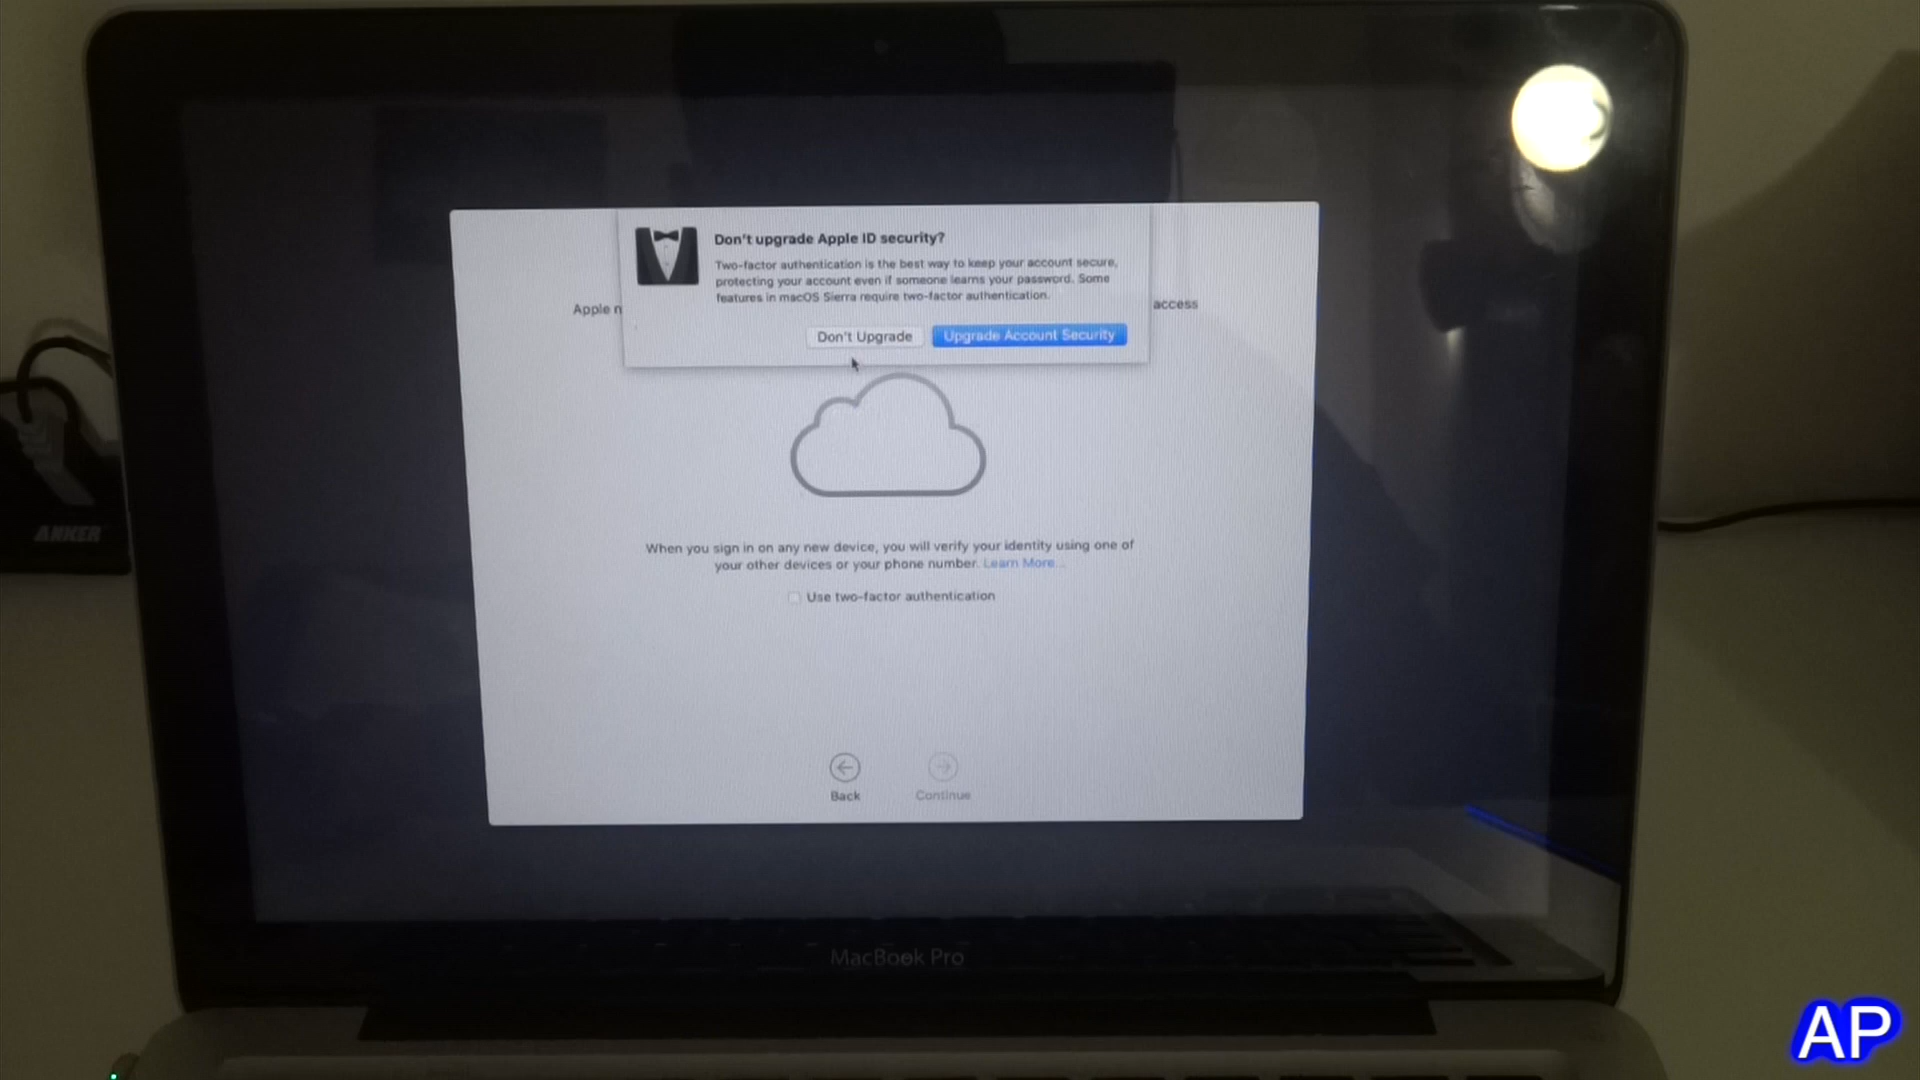 Don't upgrade Apple ID security?
Two-factor authentication is the best way to keep your account secure,
protecting your account even if someone learns your password. Some
features in macOS Sierra require two-factor authentication.
Apple n
access
Don't Upgrade
Upgrade Account Security
When you sign in on any new device, you will verify your identity using one of
your other devices or your phone number. Learn More...
Use two-factor authentication
Back
Continue
ANKER
MacBook Pro
AP